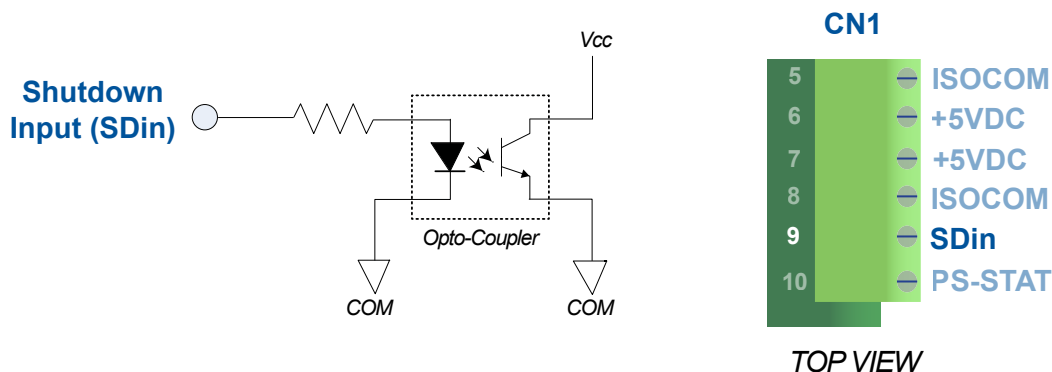 Shutdown
Input (SDin)
Vcc
Opto-Coupler
COM
COM
CN1
5 ISOCOM
6 +5VDC
7 +5VDC
8 ISOCOM
9 SDin
10 PS-STAT
TOP VIEW